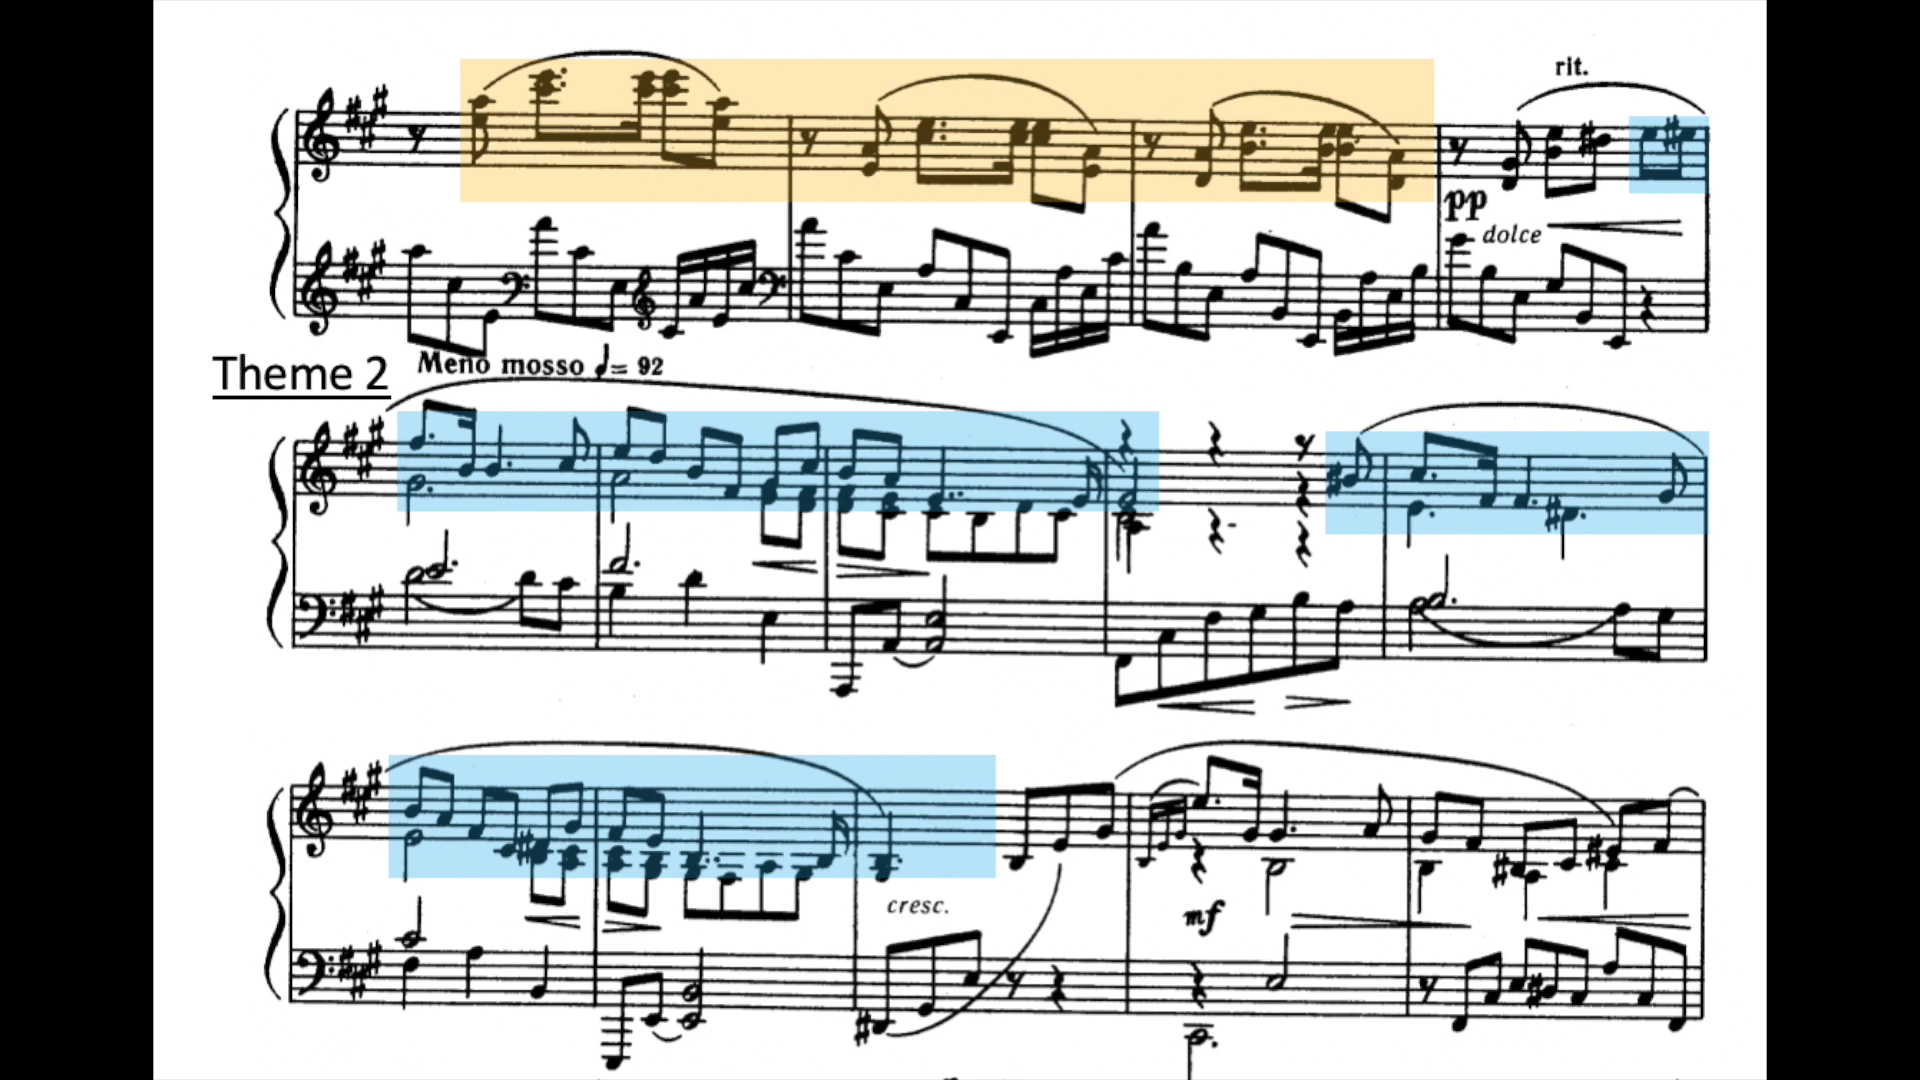 rit.
pp
dolce
Theme 2
Meno mosso ♩= 92
cresc.
mf